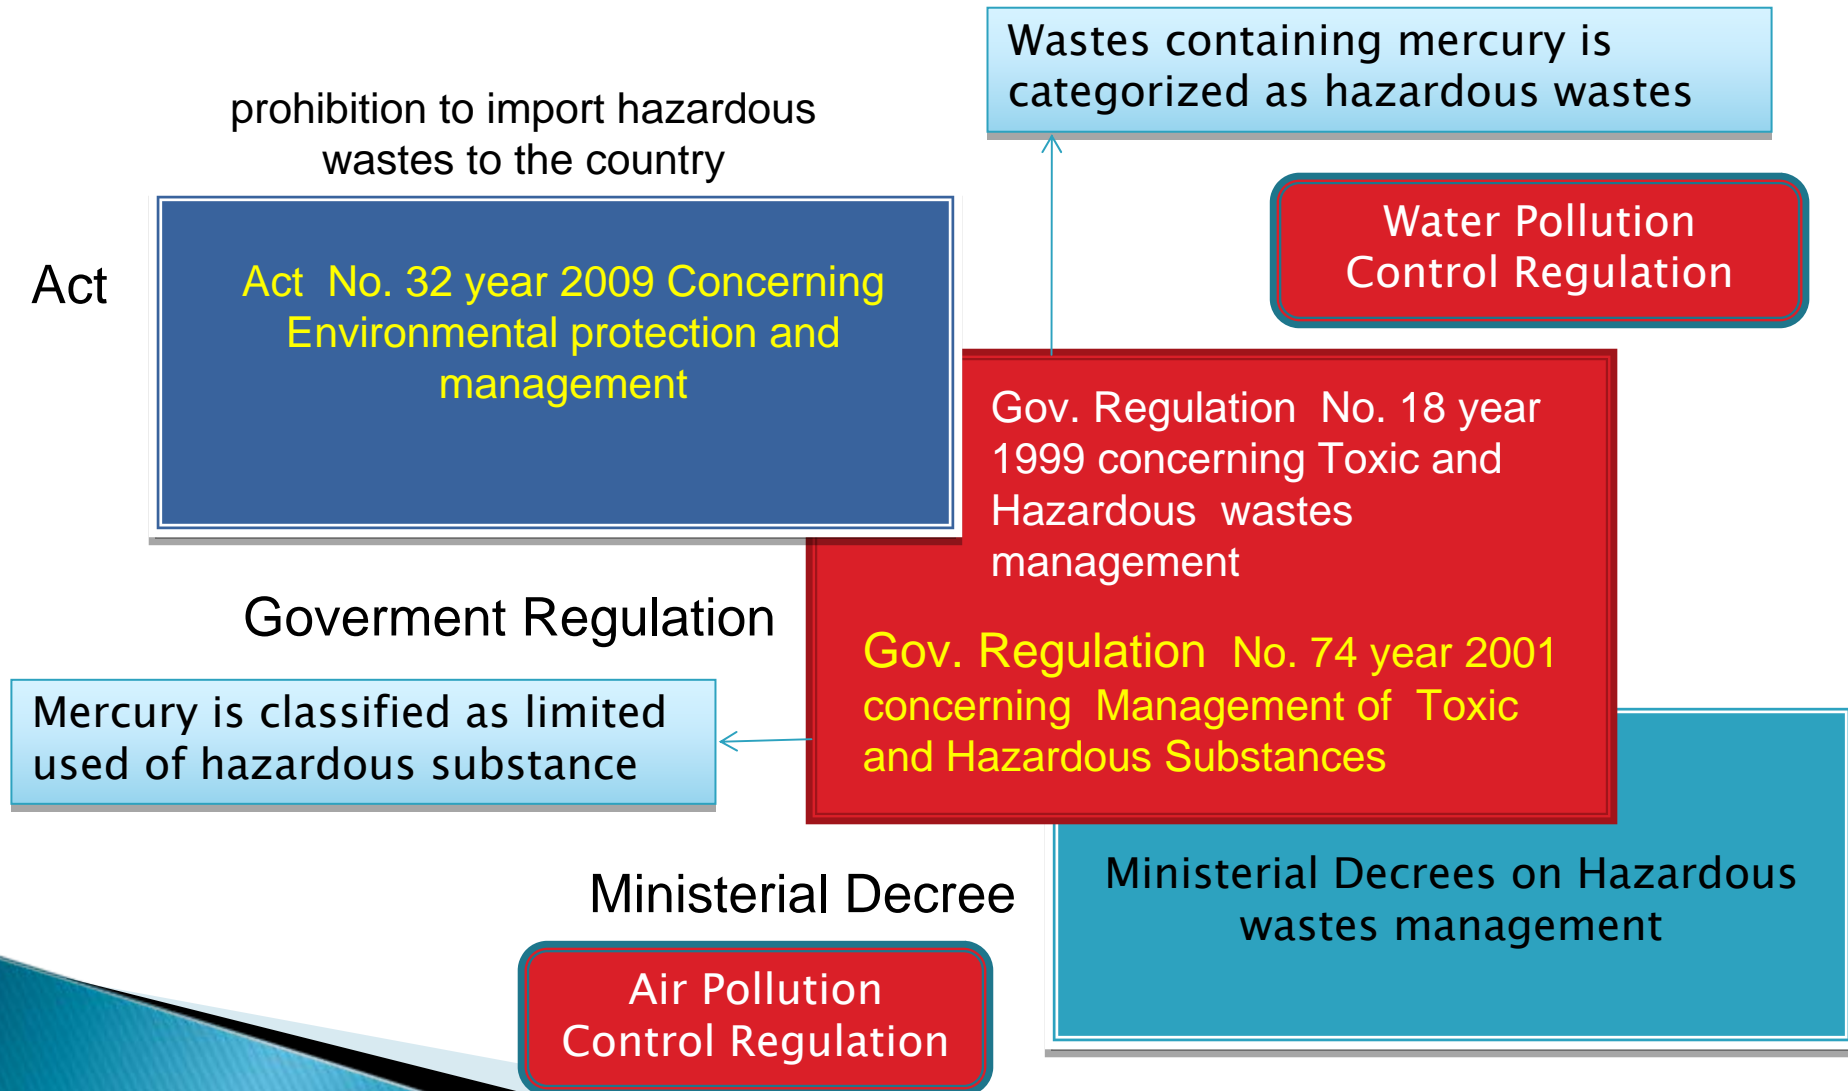 Wastes containing mercury is
categorized as hazardous wastes
prohibition to import hazardous
wastes to the country
Water Pollution
Control Regulation
Act
Act No. 32 year 2009 Concerning
Environmental protection and
management
Gov. Regulation No. 18 year
1999 concerning Toxic and
Hazardous wastes
management
Goverment Regulation
Gov. Regulation No. 74 year 2001
concerning Management of Toxic
and Hazardous Substances
Mercury is classified as limited
used of hazardous substance
Ministerial Decree
Ministerial Decrees on Hazardous
wastes management
Air Pollution
Control Regulation